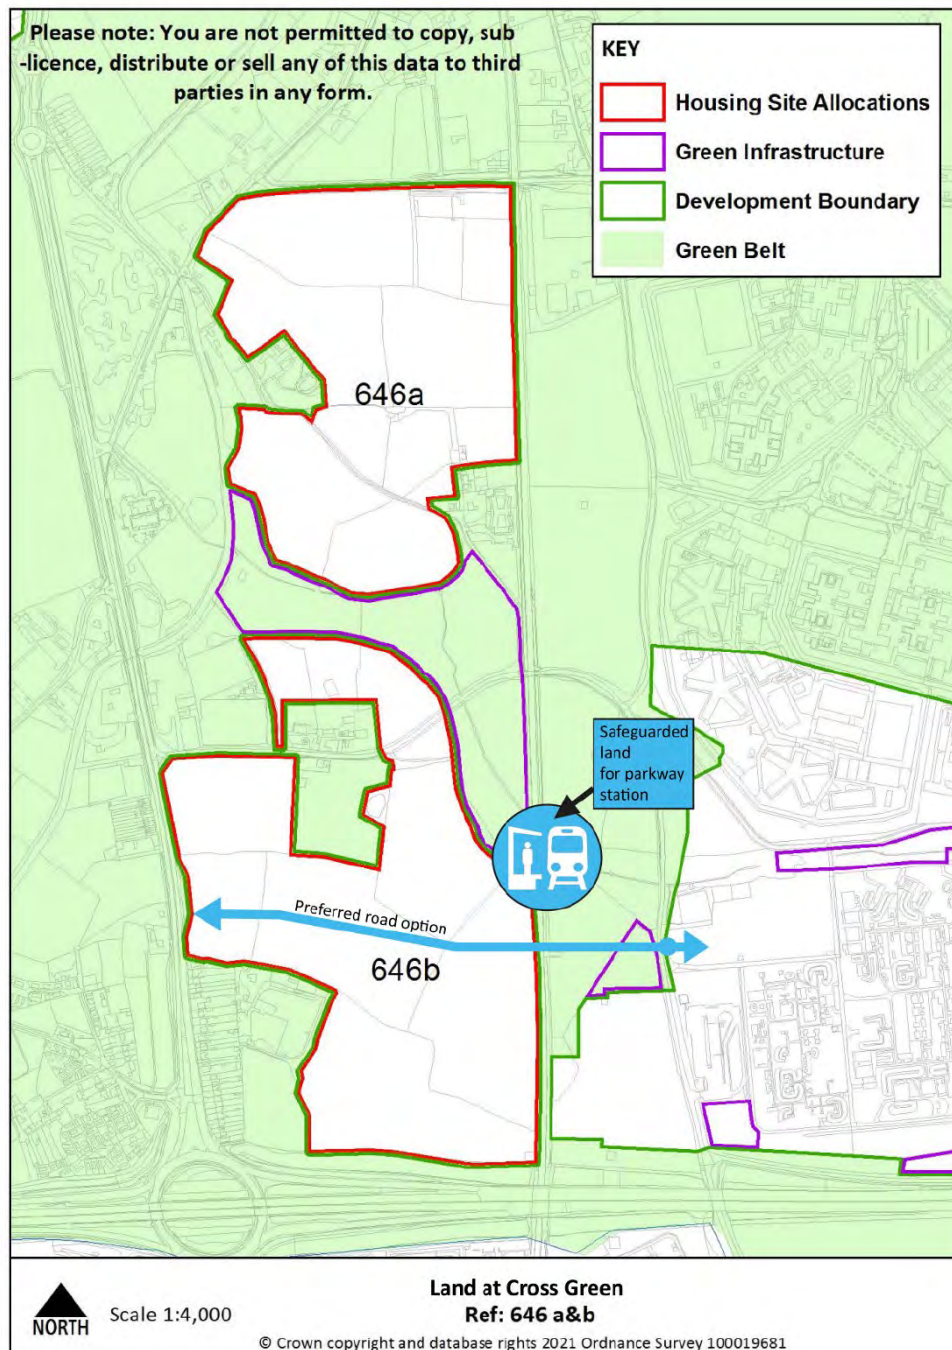 Please note: You are not permitted to copy, sub
-licence, distribute or sell any of this data to third
parties in any form.
KEY
Housing Site Allocations
Green Infrastructure
Development Boundary
Green Belt
646a
Safeguarded
land
for parkway
station
Preferred road option
646b
NORTH
Scale 1:4,000
Land at Cross Green
Ref: 646 a&b
© Crown copyright and database rights 2021 Ordnance Survey 100019681